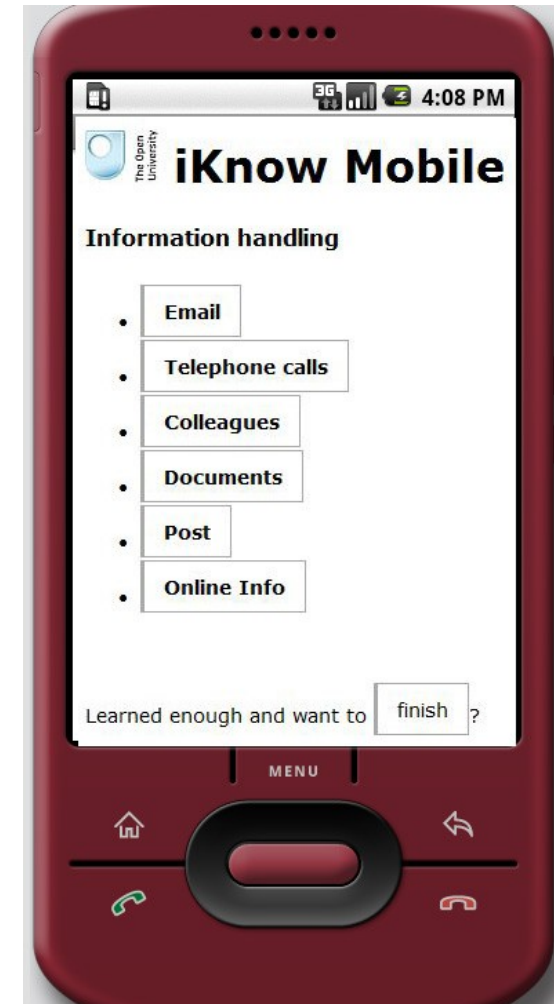 3G 4:08 PM
The Open
University
iKnow Mobile
Information handling
• Email
• Telephone calls
• Colleagues
• Documents
• Post
• Online Info
Learned enough and want to finish ?
MENU